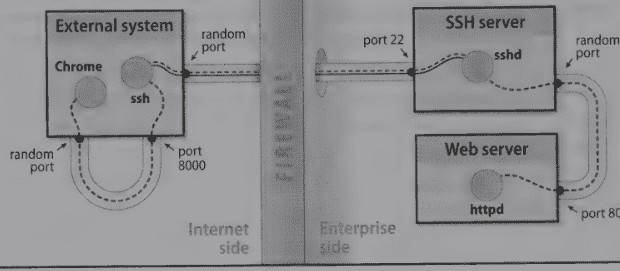 External system
random
port
Chrome
ssh
random
port
port
8000
FIREWALL
Internet
side
Enterprise
side
port 22
SSH server
sshd
random
port
Web server
httpd
port 80